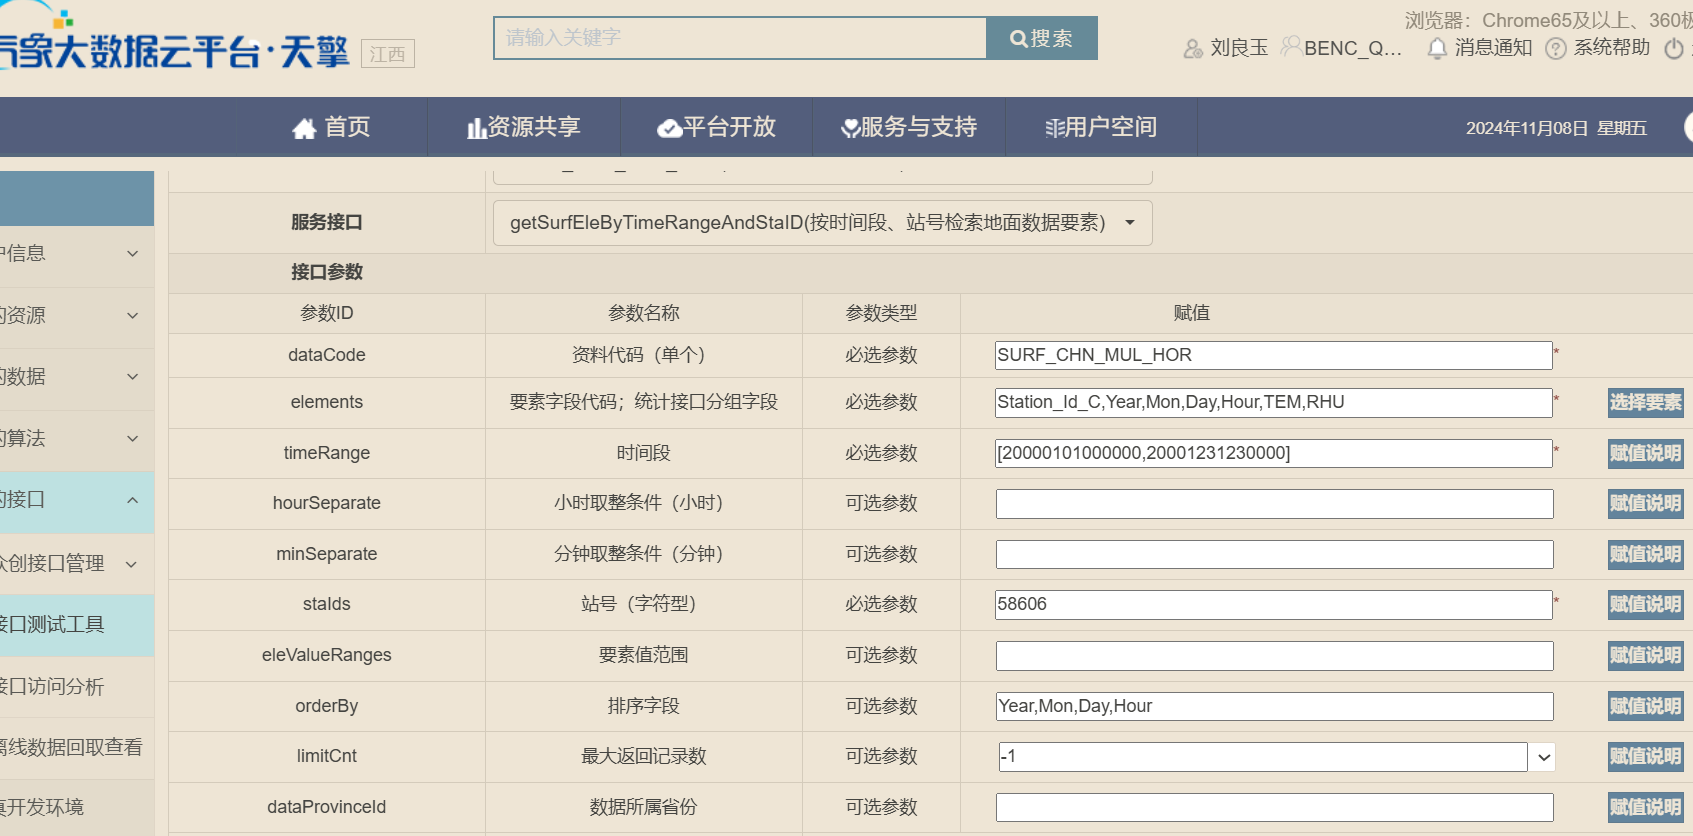 浏览器：Chrome65及以上、360极
万象大数据云平台·天擎 江西
请输入关键字 搜索
刘良玉 BENC_Q... 消息通知 系统帮助
首页 资源共享 平台开放 服务与支持 用户空间 2024年11月08日 星期五
户信息
的资源
的数据
的算法
的接口
众创接口管理
接口测试工具
接口访问分析
离线数据回取查看
真开发环境
服务接口 getSurfEleByTimeRangeAndStaID(按时间段、站号检索地面数据要素)
接口参数
参数ID 参数名称 参数类型 赋值
dataCode 资料代码（单个） 必选参数 SURF_CHN_MUL_HOR *
elements 要素字段代码；统计接口分组字段 必选参数 Station_Id_C,Year,Mon,Day,Hour,TEM,RHU * 选择要素
timeRange 时间段 必选参数 [20000101000000,20001231230000] * 赋值说明
hourSeparate 小时取整条件（小时） 可选参数 赋值说明
minSeparate 分钟取整条件（分钟） 可选参数 赋值说明
staIds 站号（字符型） 必选参数 58606 * 赋值说明
eleValueRanges 要素值范围 可选参数 赋值说明
orderBy 排序字段 可选参数 Year,Mon,Day,Hour 赋值说明
limitCnt 最大返回记录数 可选参数 -1 赋值说明
dataProvinceId 数据所属省份 可选参数 赋值说明